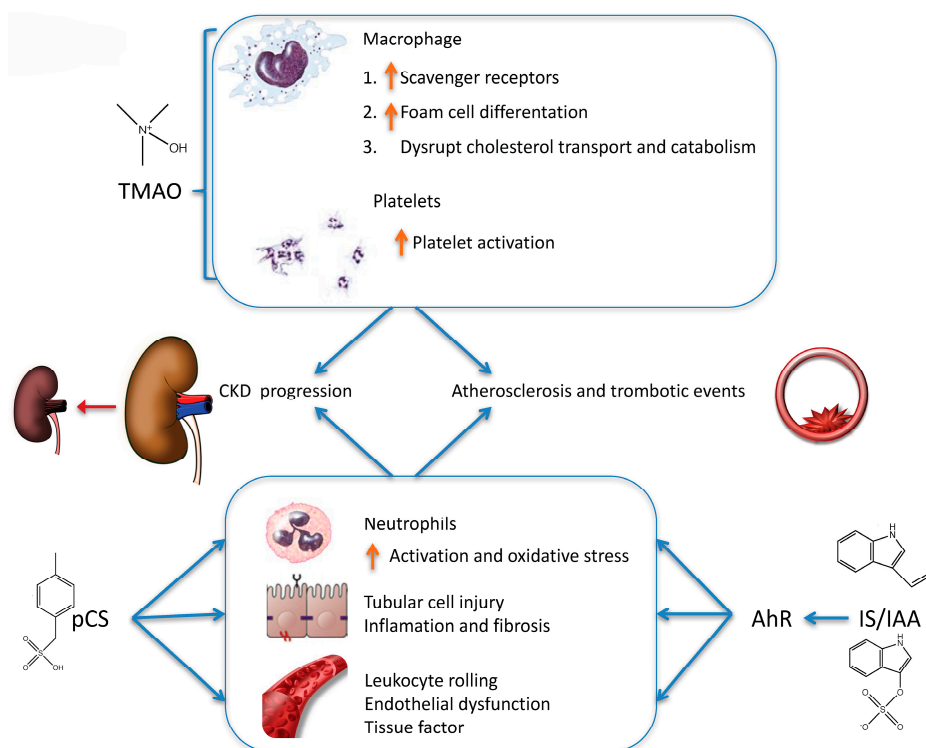 Macrophage
1. Scavenger receptors
2. Foam cell differentation
3. Dysrupt cholesterol transport and catabolism
N+
OH
TMAO
Platelets
Platelet activation
CKD progression
Atherosclerosis and trombotic events
Neutrophils
Activation and oxidative stress
Tubular cell injury
Inflamation and fibrosis
Leukocyte rolling
Endothelial dysfunction
Tissue factor
pCS
O
S
O
OH
AhR
IS/IAA
H
N
H
N
O
O
S
-O
O